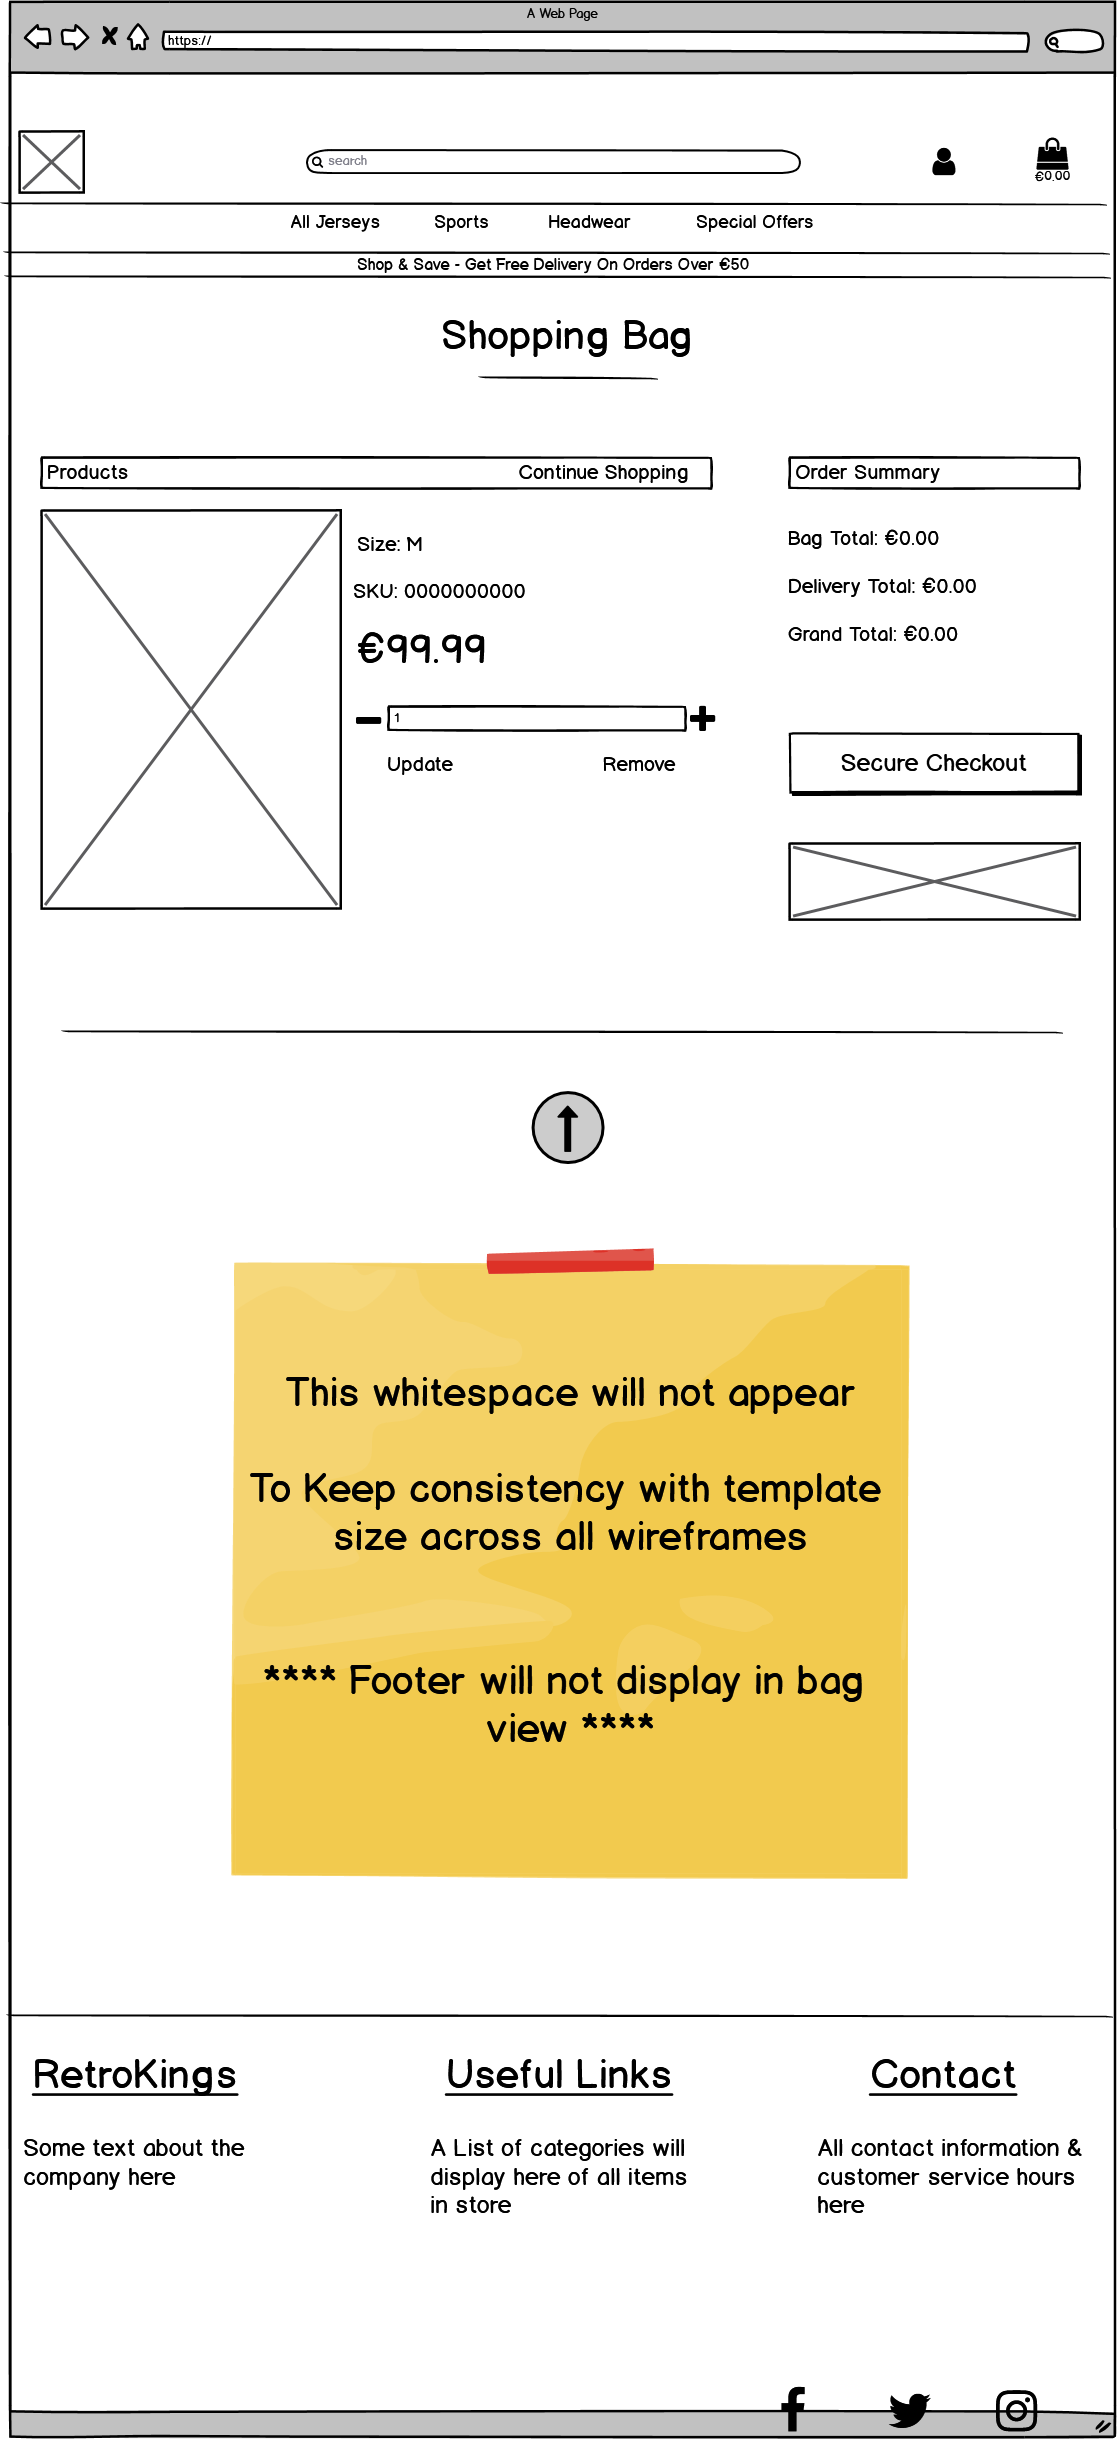 A Web Page
https://
search
€0.00
All Jerseys Sports Headwear Special Offers
Shop & Save - Get Free Delivery On Orders Over €50
Shopping Bag
Products Continue Shopping
Order Summary
Size: M
SKU: 0000000000
€99.99
1
Update Remove
Bag Total: €0.00
Delivery Total: €0.00
Grand Total: €0.00
Secure Checkout
This whitespace will not appear
To Keep consistency with template
size across all wireframes
**** Footer will not display in bag
view ****
RetroKings
Some text about the
company here
Useful Links
A List of categories will
display here of all items
in store
Contact
All contact information &
customer service hours
here